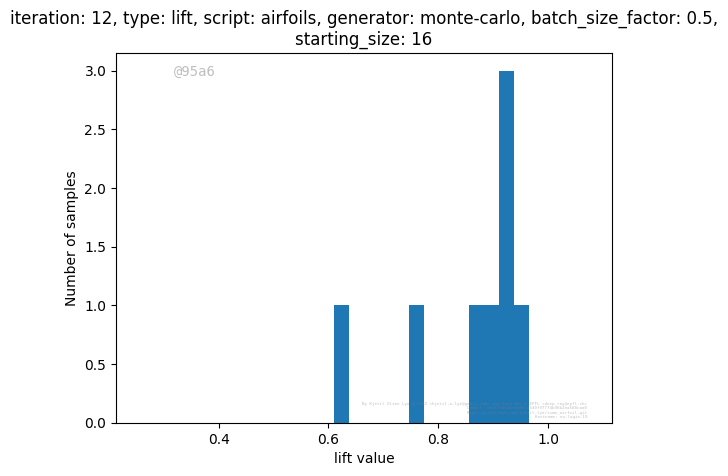 iteration: 12, type: lift, script: airfoils, generator: monte-carlo, batch_size_factor: 0.5,
starting_size: 16
@95a6
3.0
2.5
2.0
1.5
1.0
0.5
0.0
Number of samples
0.4 0.6 0.8 1.0
lift value